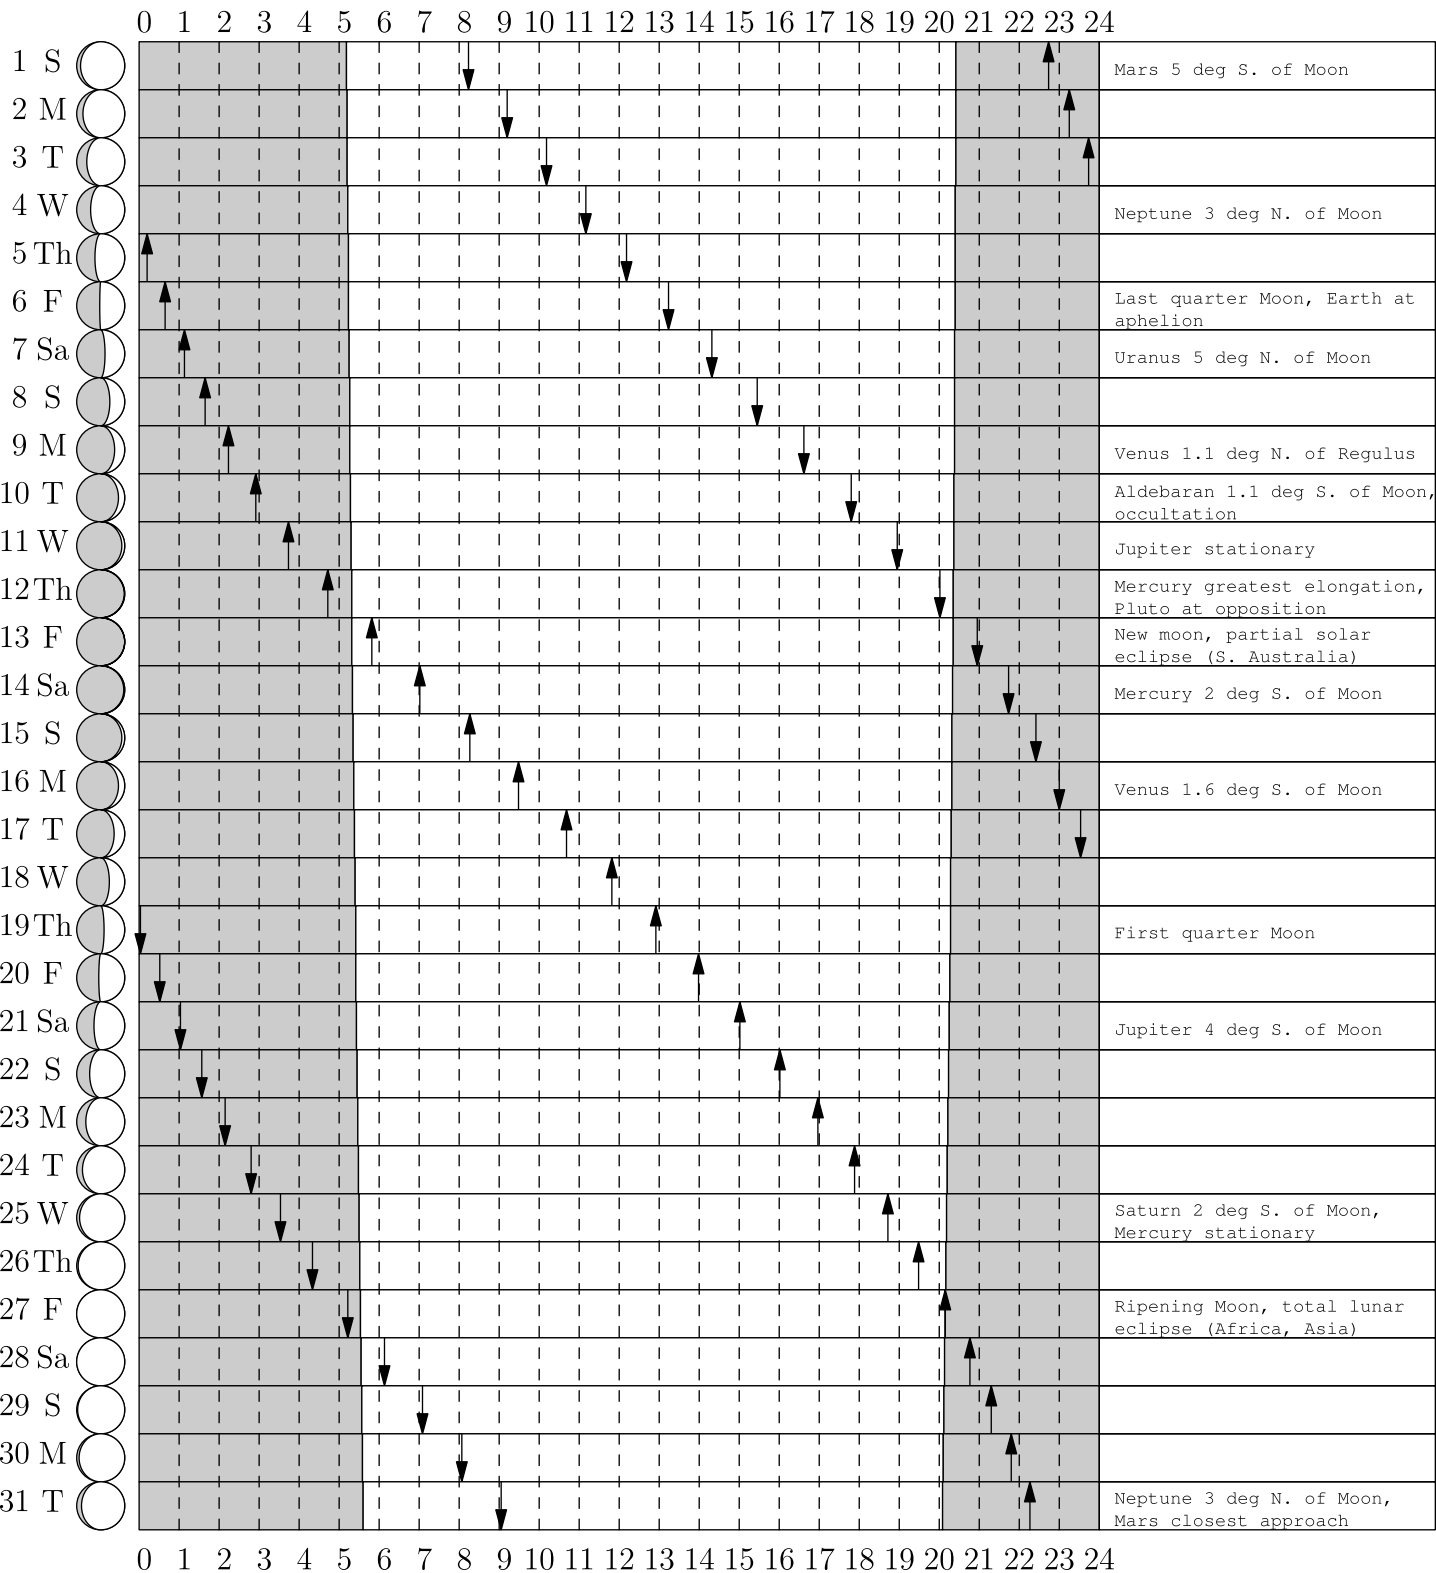 0 1 2 3 4 5 6 7 8 9 10 11 12 13 14 15 16 17 18 19 20 21 22 23 24
1 S Mars 5 deg S. of Moon
2 M
3 T
4 W Neptune 3 deg N. of Moon
5 Th
6 F Last quarter Moon, Earth at
aphelion
7 Sa Uranus 5 deg N. of Moon
8 S
9 M Venus 1.1 deg N. of Regulus
10 T Aldebaran 1.1 deg S. of Moon,
occultation
11 W Jupiter stationary
12 Th Mercury greatest elongation,
Pluto at opposition
13 F New moon, partial solar
eclipse (S. Australia)
14 Sa Mercury 2 deg S. of Moon
15 S
16 M Venus 1.6 deg S. of Moon
17 T
18 W
19 Th First quarter Moon
20 F
21 Sa Jupiter 4 deg S. of Moon
22 S
23 M
24 T
25 W Saturn 2 deg S. of Moon,
Mercury stationary
26 Th
27 F Ripening Moon, total lunar
eclipse (Africa, Asia)
28 Sa
29 S
30 M
31 T Neptune 3 deg N. of Moon,
Mars closest approach
0 1 2 3 4 5 6 7 8 9 10 11 12 13 14 15 16 17 18 19 20 21 22 23 24